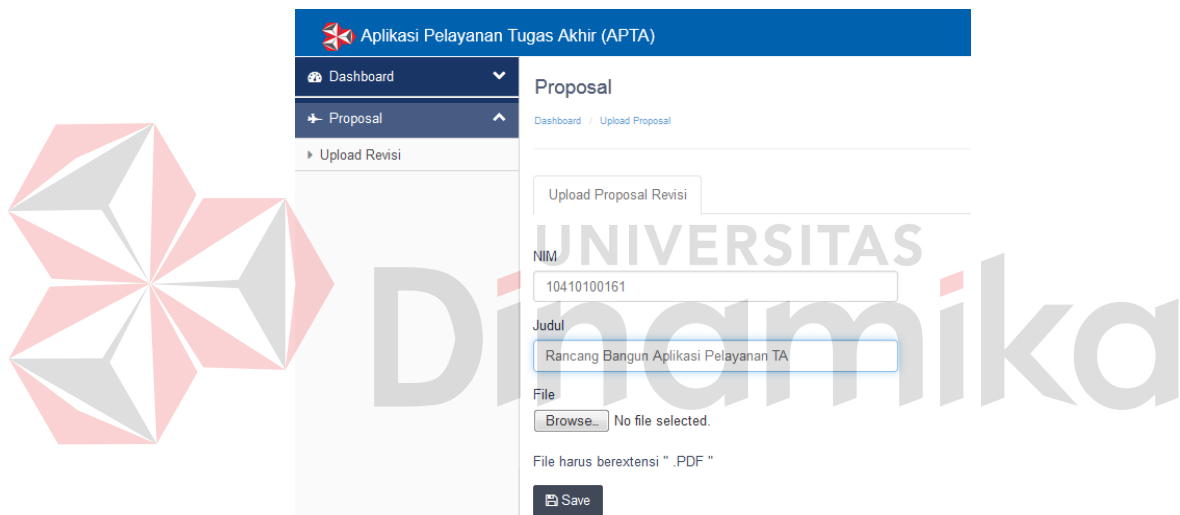 Aplikasi Pelayanan Tugas Akhir (APTA)
Dashboard
Proposal
Upload Revisi
Proposal
Dashboard / Upload Proposal
Upload Proposal Revisi
UNIVERSITAS
Dinamika
NIM
10410100161
Judul
Rancang Bangun Aplikasi Pelayanan TA
File
Browse... No file selected.
File harus berextensi " .PDF "
Save